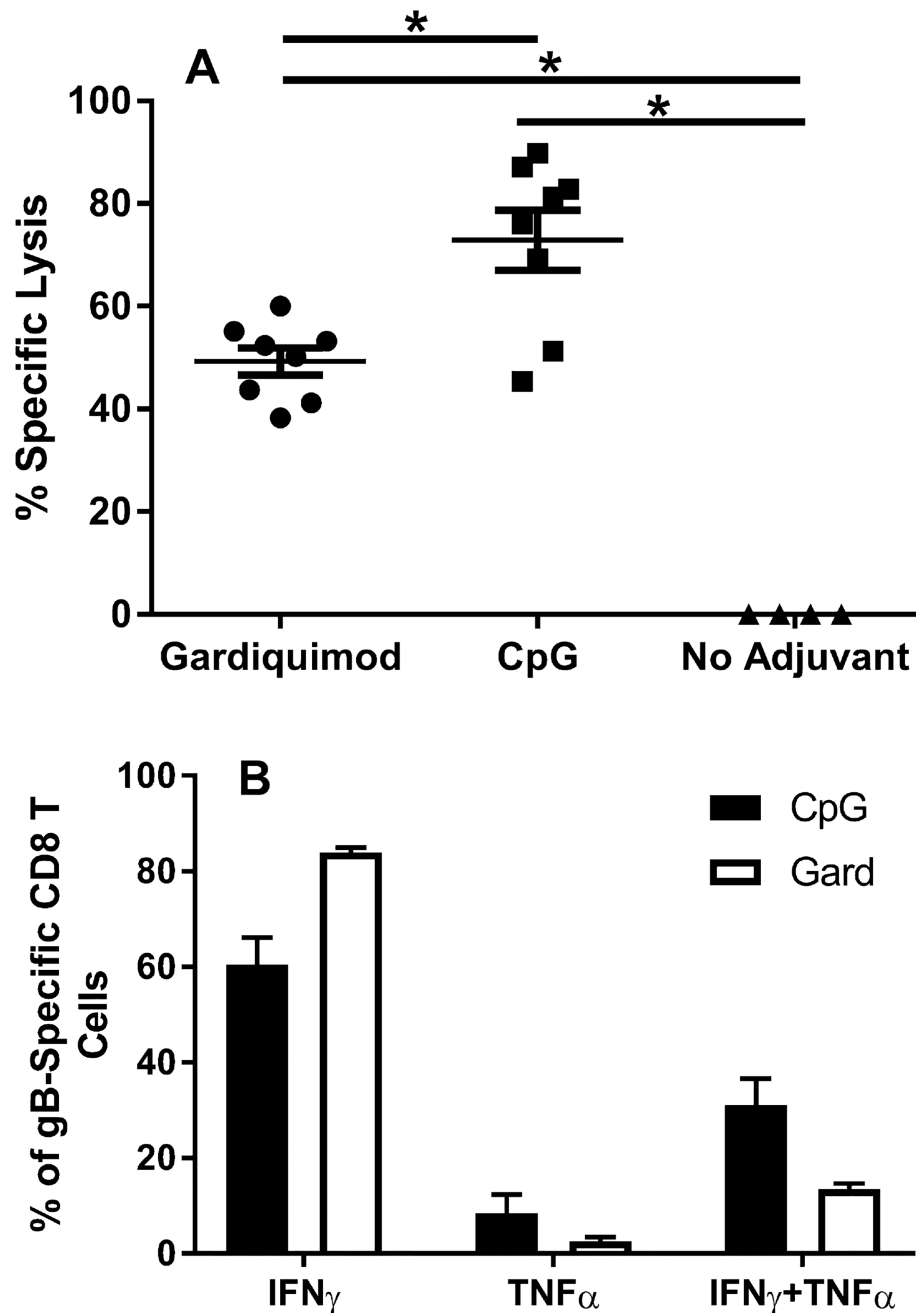 *
A
*
100
*
80
60
40
20
0
% Specific Lysis
Gardiquimod CpG No Adjuvant
B
100
80
60
40
20
0
% of gB-Specific CD8 T
Cells
CpG
Gard
IFNγ TNFα IFNγ+TNFα